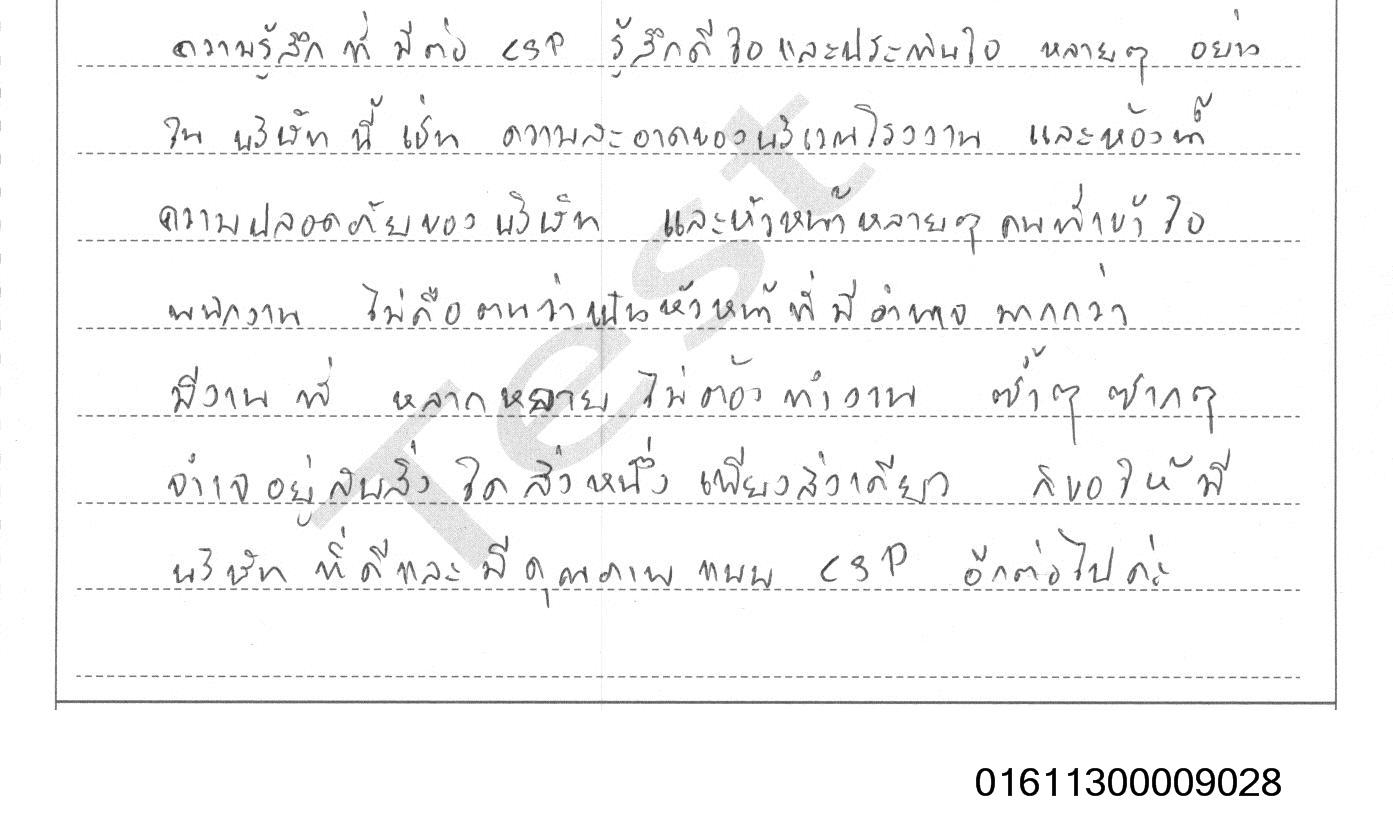 ความรู้สึก ที่ มีต่อ CSP รู้สึกดีใจและประทับใจ หลายๆ อย่าง
ใน บริษัท นี้ เช่น ความสะอาดของบริเวณโรงงาน และห้องน้ำ
ความปลอดภัยของ บริษัท และหัวหน้าหลายๆ คนที่เข้าใจ
พนักงาน ไม่ถือตนว่าเป็นหัวหน้าที่มีอำนาจ มากกว่า
มีงานที่ หลากหลาย ไม่ต้องทำงาน ซ้ำๆ ซากๆ
จำเจอยู่กับสิ่ง ใด สิ่งหนึ่ง เพียงสิ่งเดียว ก็ขอให้มี
บริษัท ที่ดีและมีคุณภาพ แบบ CSP อีกต่อไปค่ะ
Test
01611300009028